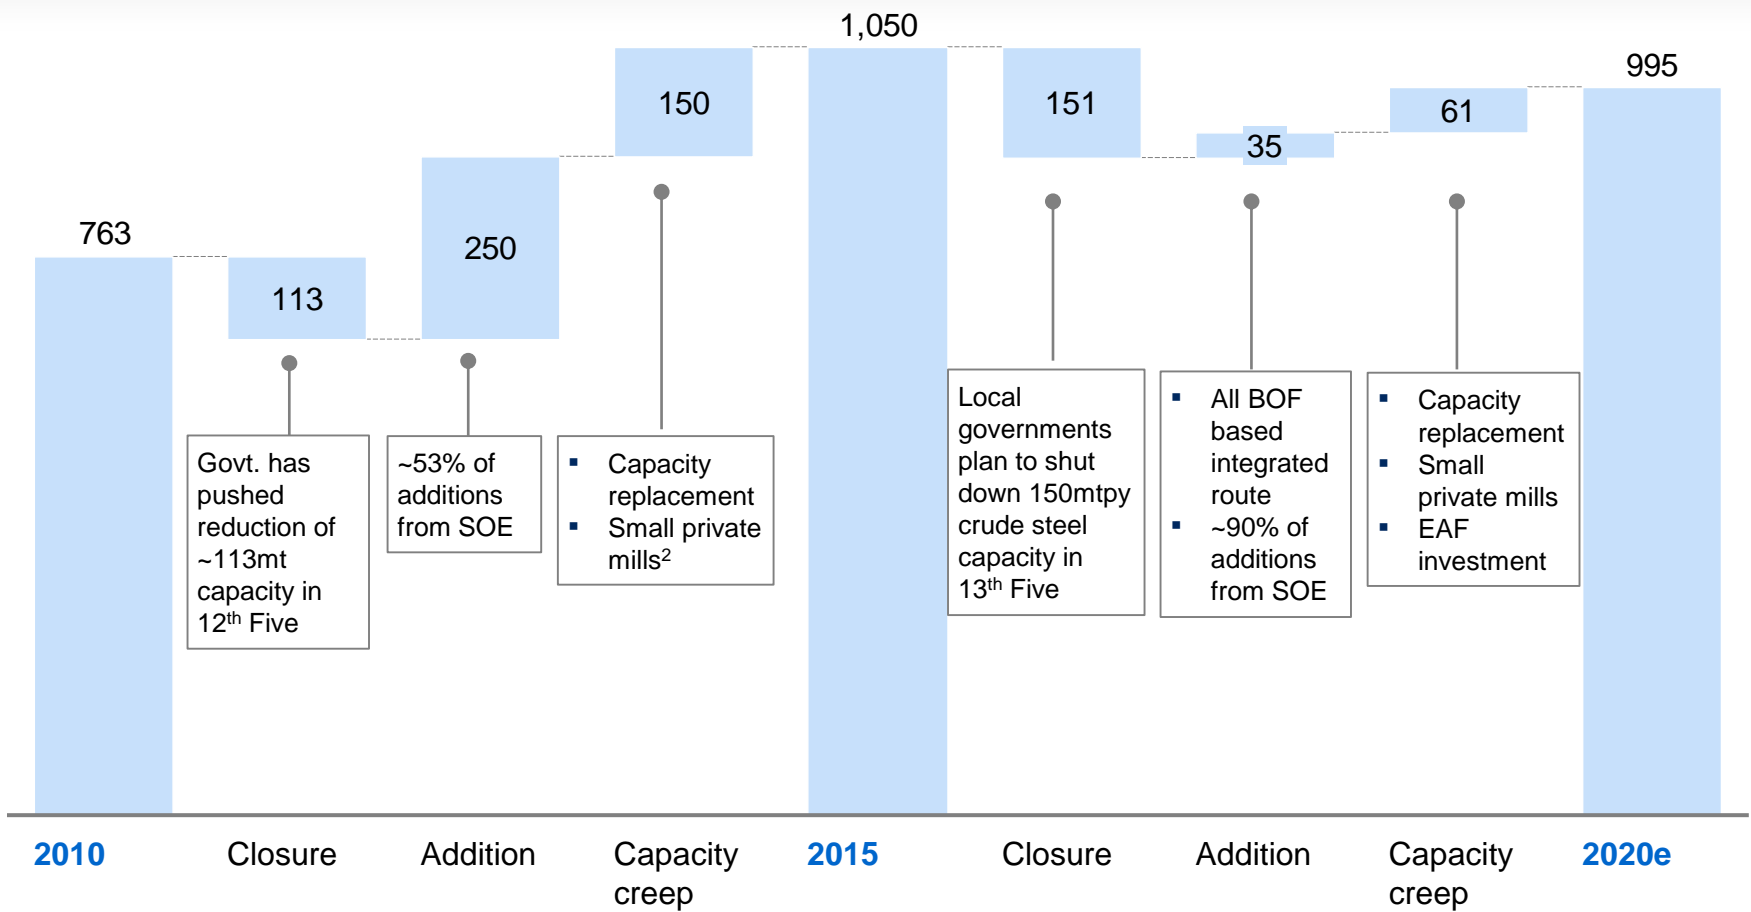 1,050
995
150
151
61
35
763
250
113
Govt. has
pushed
reduction of
~113mt
capacity in
12th Five
~53% of
additions
from SOE
▪ Capacity
replacement
▪ Small private
mills2
Local
governments
plan to shut
down 150mtpy
crude steel
capacity in
13th Five
▪ All BOF
based
integrated
route
▪ ~90% of
additions
from SOE
▪ Capacity
replacement
▪ Small
private mills
▪ EAF
investment
2010
Closure
Addition
Capacity
creep
2015
Closure
Addition
Capacity
creep
2020e